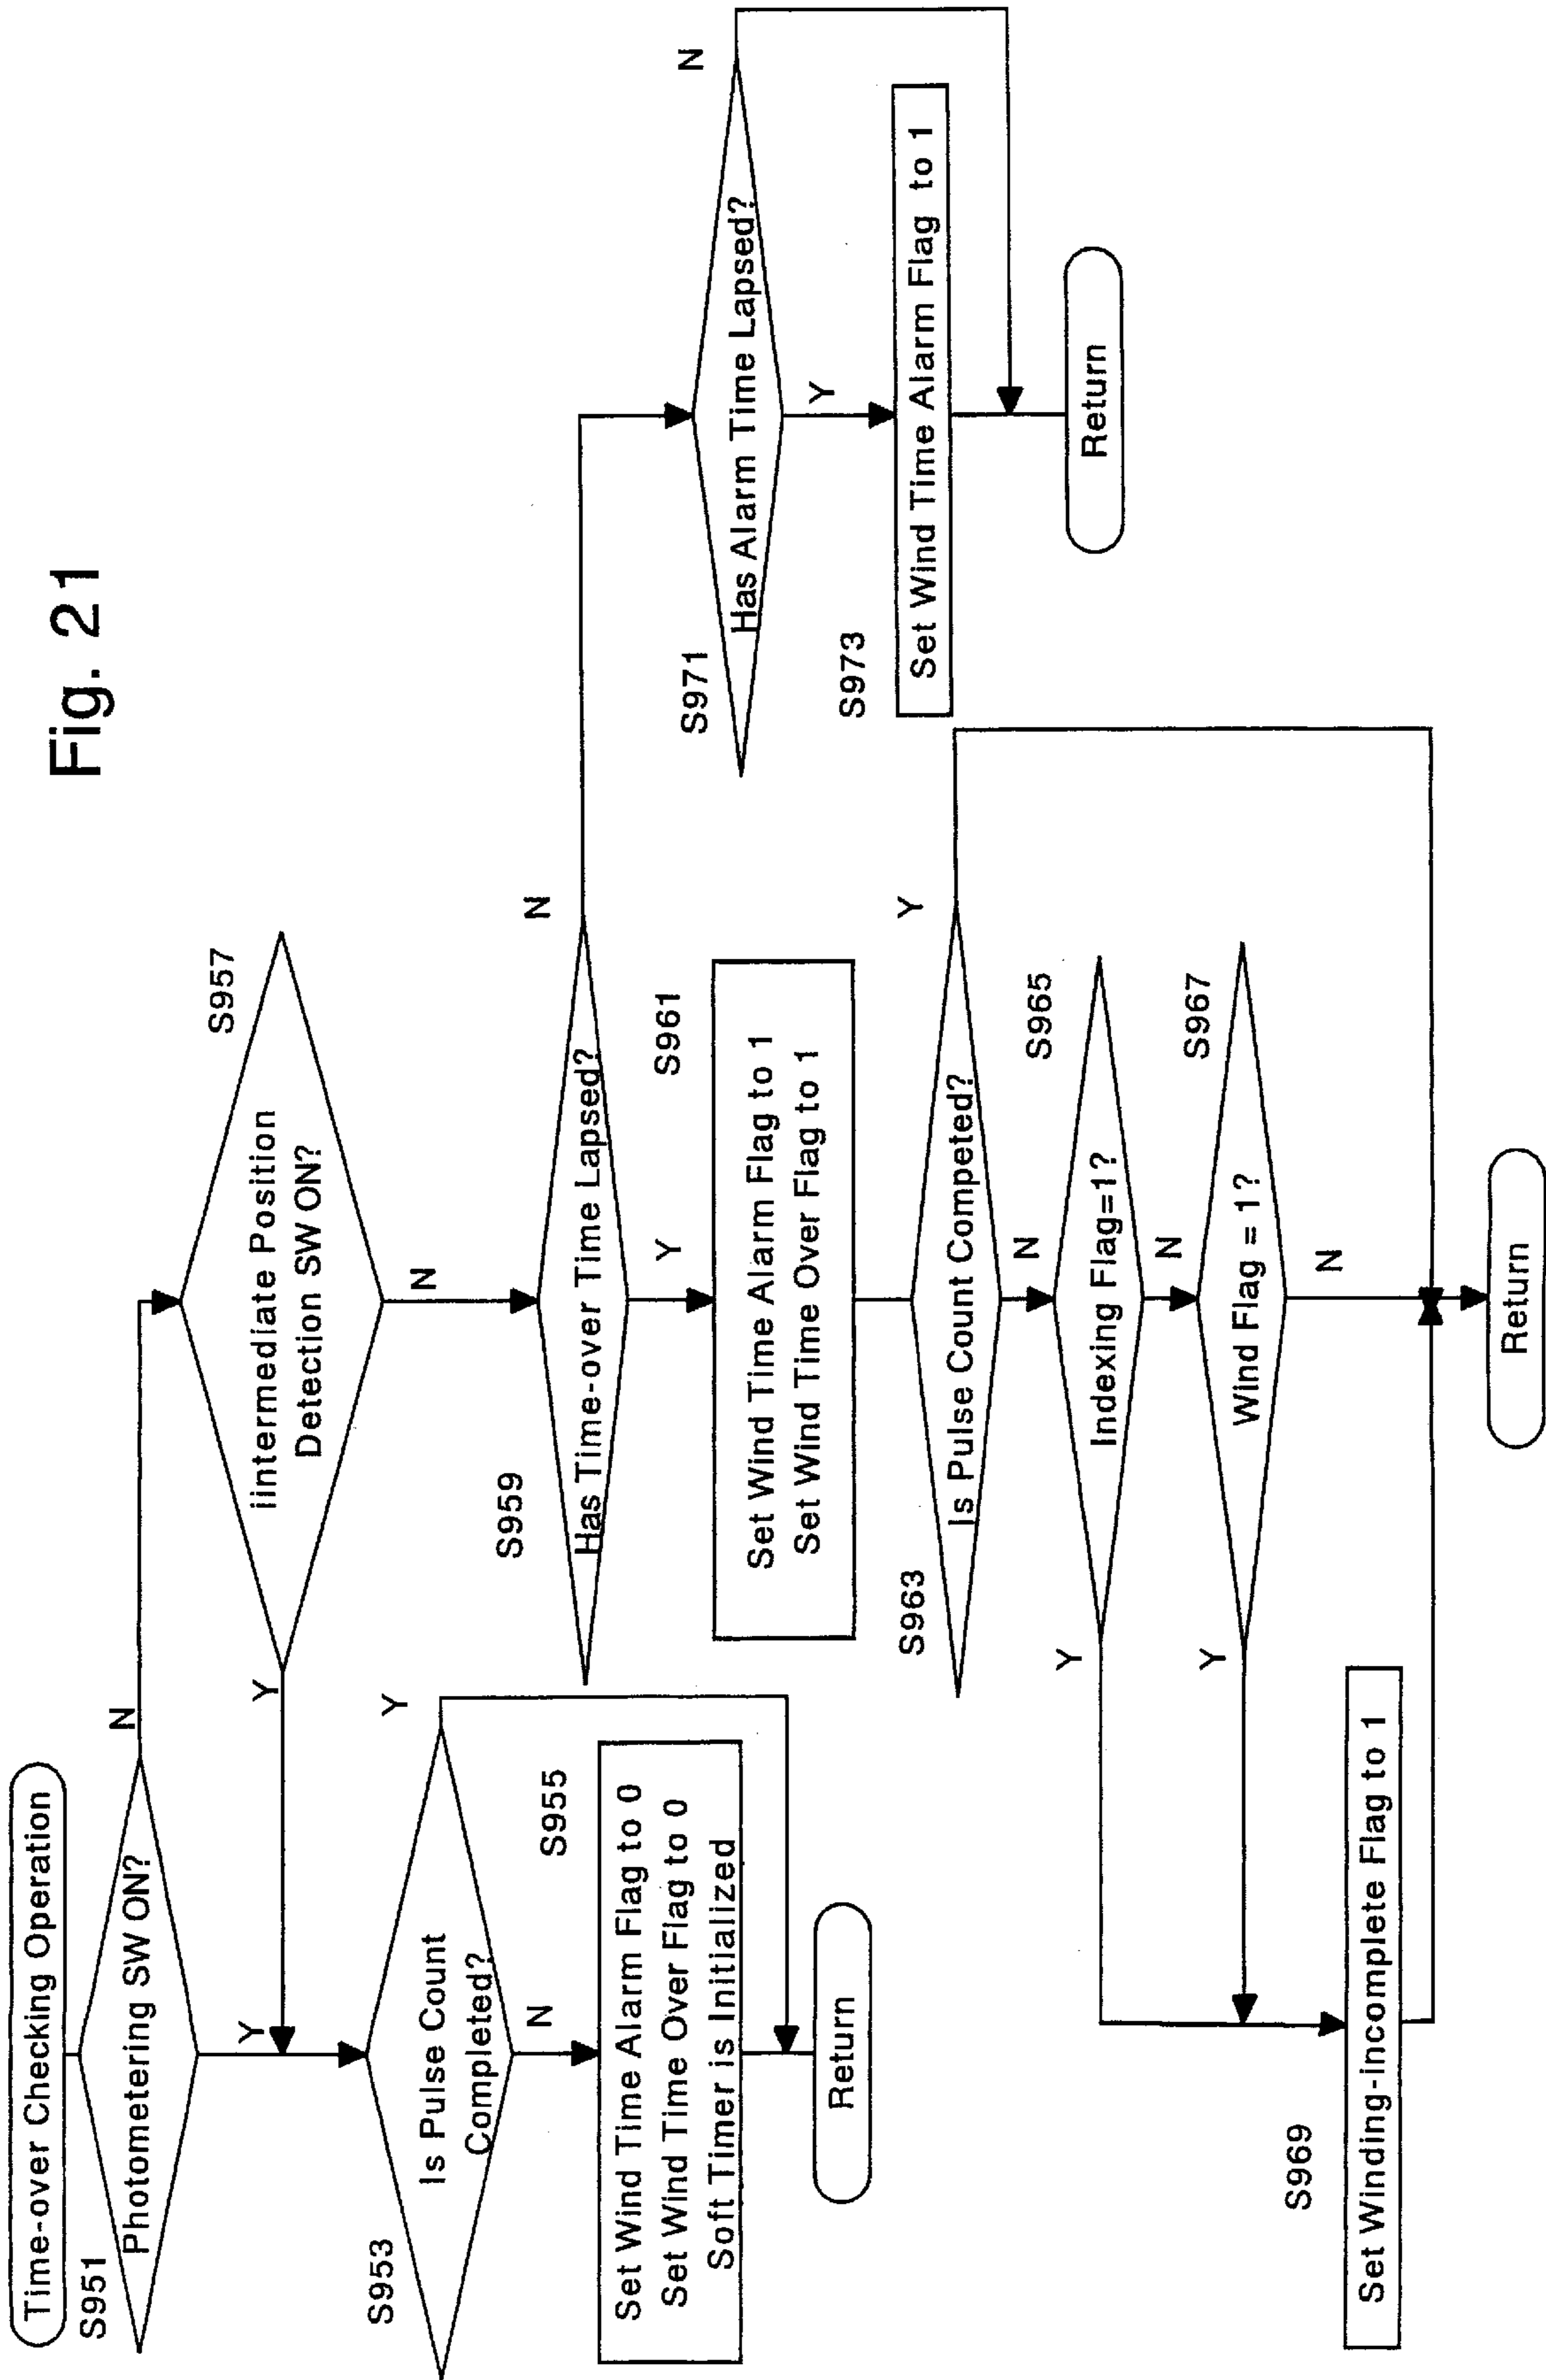 Fig. 21
Time-over Checking Operation
S951
Photometering SW ON?
N
Y
S957
iintermediate Position
Detection SW ON?
Y
N
S953
Is Pulse Count
Completed?
Y
N
S955
Set Wind Time Alarm Flag to 0
Set Wind Time Over Flag to 0
Soft Timer is Initialized
Return
S959
Has Time-over Time Lapsed?
N
Y
S961
Set Wind Time Alarm Flag to 1
Set Wind Time Over Flag to 1
S963
Is Pulse Count Competed?
Y
N
S965
Indexing Flag=1?
Y
N
S967
Wind Flag = 1?
Y
N
S969
Set Winding-incomplete Flag to 1
Return
S971
Has Alarm Time Lapsed?
N
Y
S973
Set Wind Time Alarm Flag to 1
Return